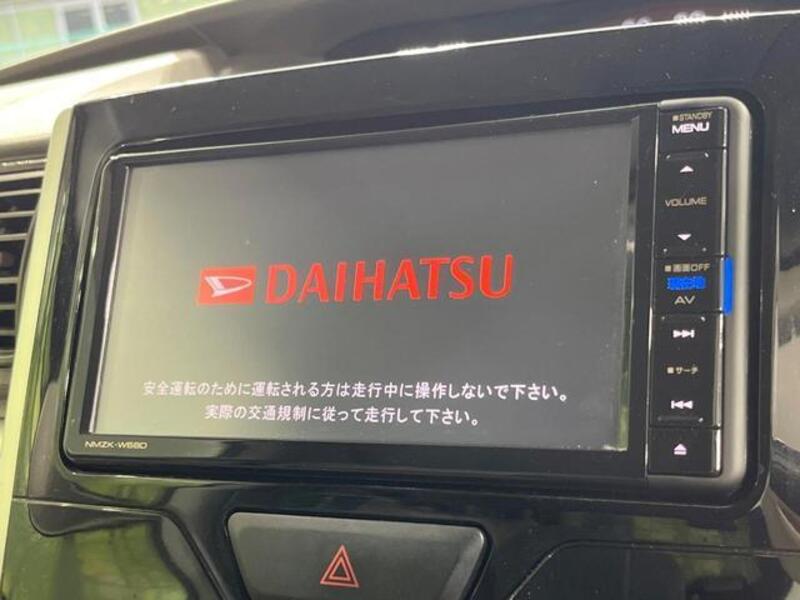 ■STANDBY
MENU
VOLUME
■画面OFF
現在地
AV
■サーチ
DAIHATSU
安全運転のために運転される方は走行中に操作しないで下さい。
実際の交通規制に従って走行して下さい。
NMZK-W68D